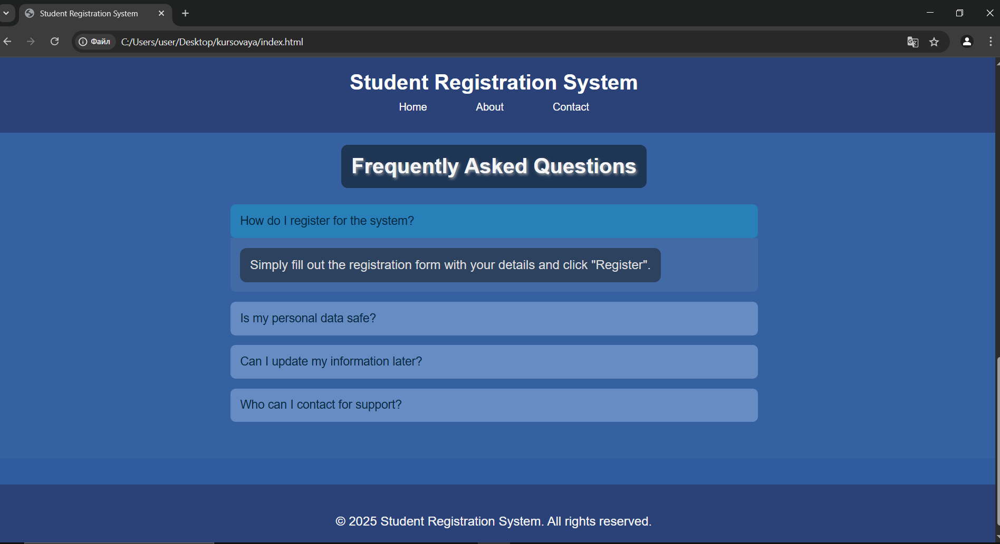 Student Registration System
Файл C:/Users/user/Desktop/kursovaya/index.html
Student Registration System
Home About Contact
Frequently Asked Questions
How do I register for the system?
Simply fill out the registration form with your details and click "Register".
Is my personal data safe?
Can I update my information later?
Who can I contact for support?
© 2025 Student Registration System. All rights reserved.